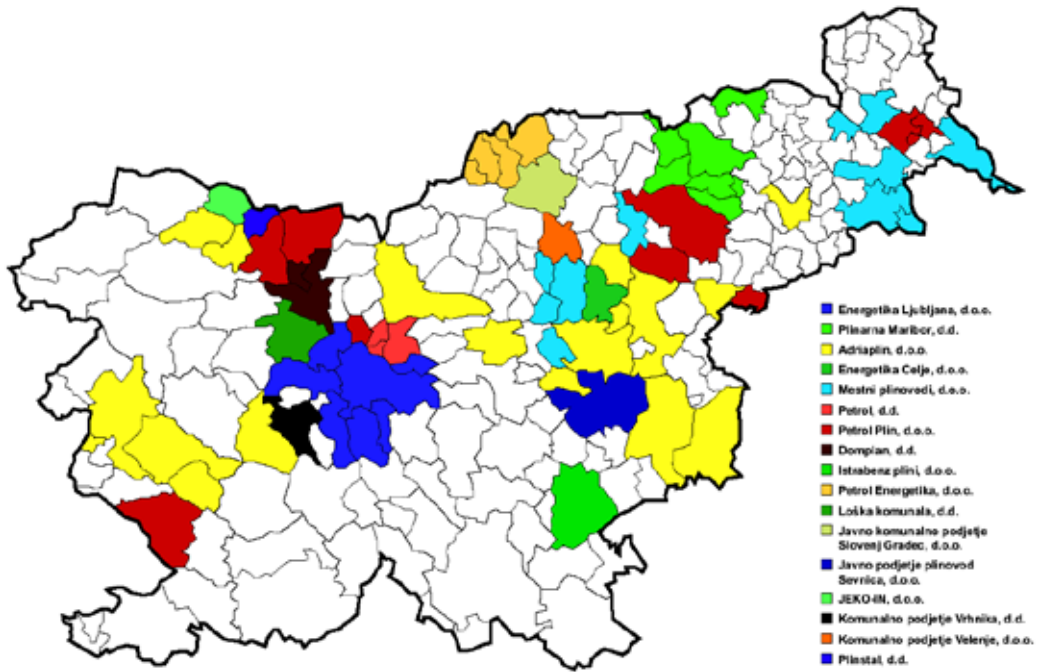 Energetika Ljubljana, d.o.o.
Plinarna Maribor, d.d.
Adriaplin, d.o.o.
Energetika Celje, d.o.o.
Mestni plinovodi, d.o.o.
Petrol, d.d.
Petrol Plin, d.o.o.
Domplan, d.d.
Istrabenz plini, d.o.o.
Petrol Energetika, d.o.o.
Loška komunala, d.d.
Javno komunalno podjetje
Slovenj Gradec, d.o.o.
Javno podjetje plinovod
Sevnica, d.o.o.
JEKO-IN, d.o.o.
Komunalno podjetje Vrhnika, d.d.
Komunalno podjetje Velenje, d.o.o.
Plinstal, d.d.